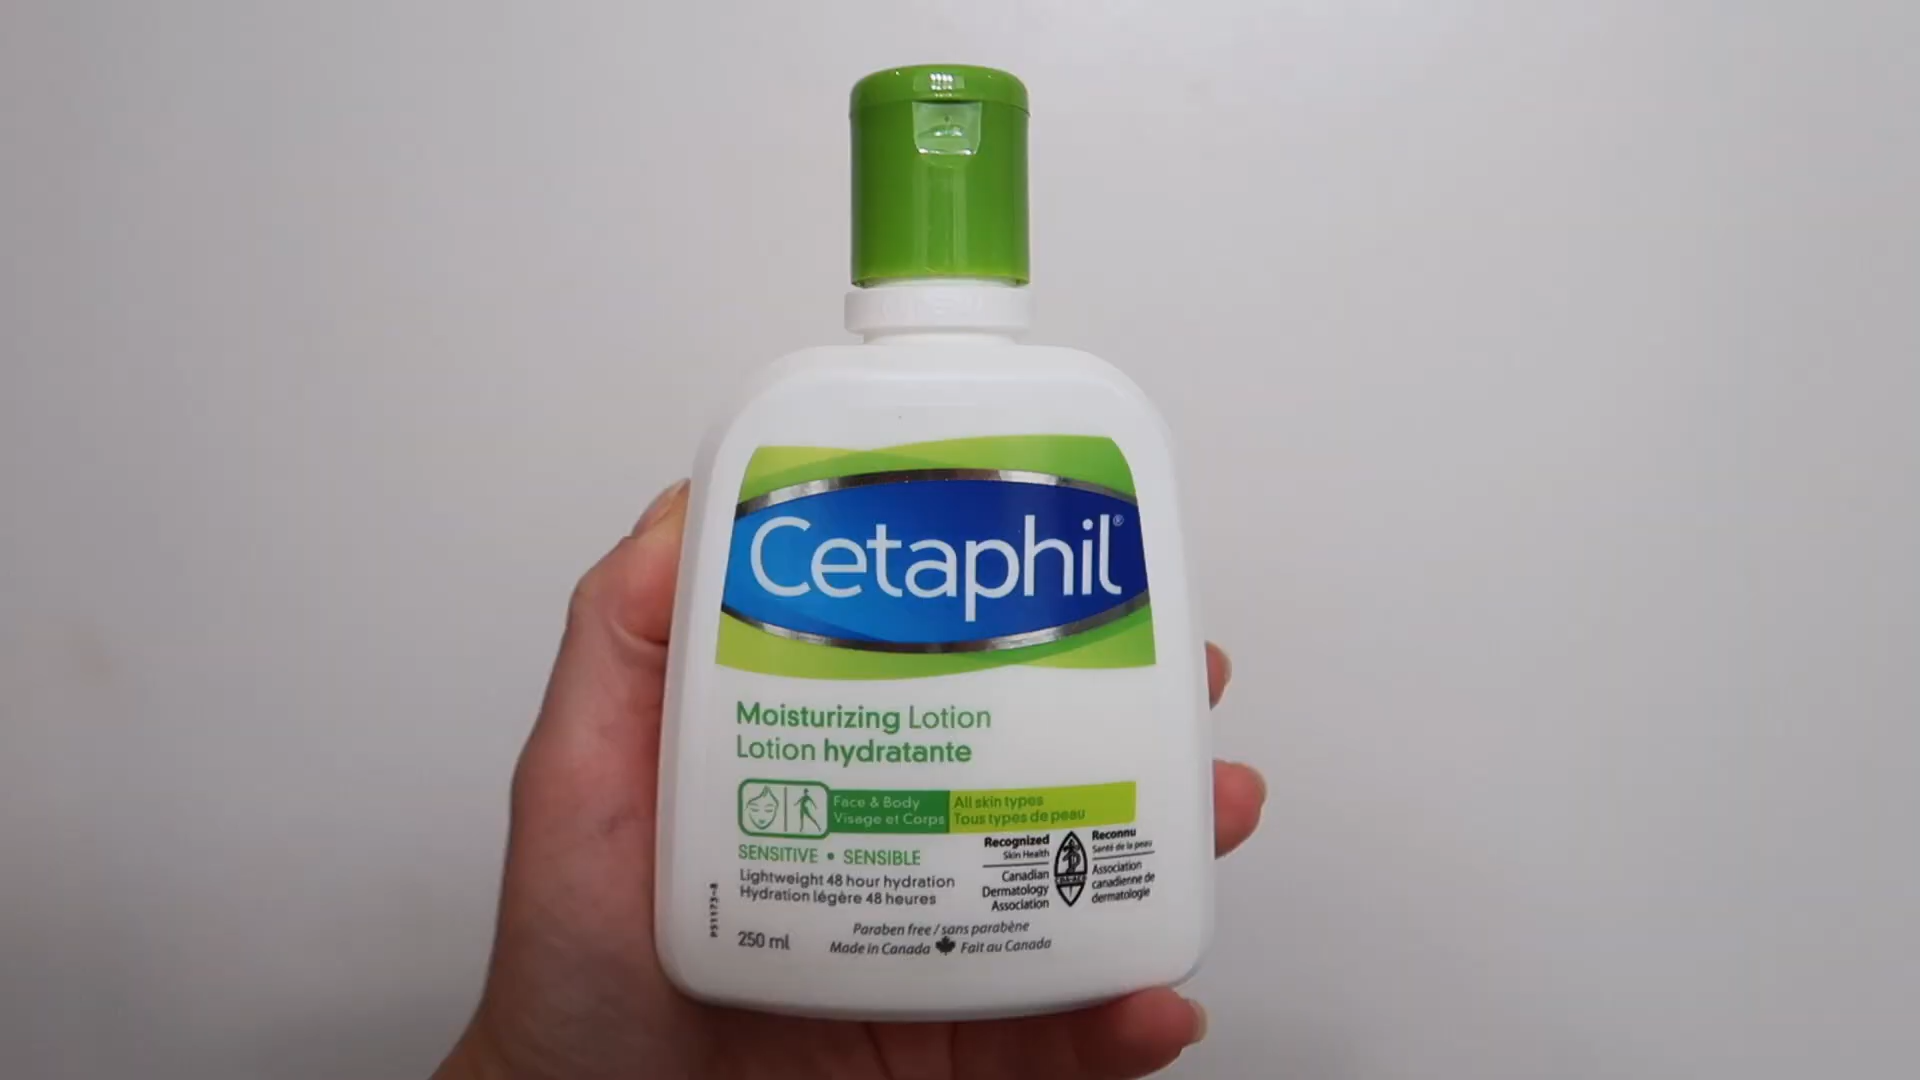 Cetaphil®
Moisturizing Lotion
Lotion hydratante
Face & Body
Visage et Corps
All skin types
Tous types de peau
SENSITIVE • SENSIBLE
Lightweight 48 hour hydration
Hydration légère 48 heures
Recognized
Skin Health
Canadian
Dermatology
Association
Reconnu
Santé de la peau
Association
canadienne de
dermatologie
P51173-8
250 ml
Paraben free / sans parabène
Made in Canada Fait au Canada